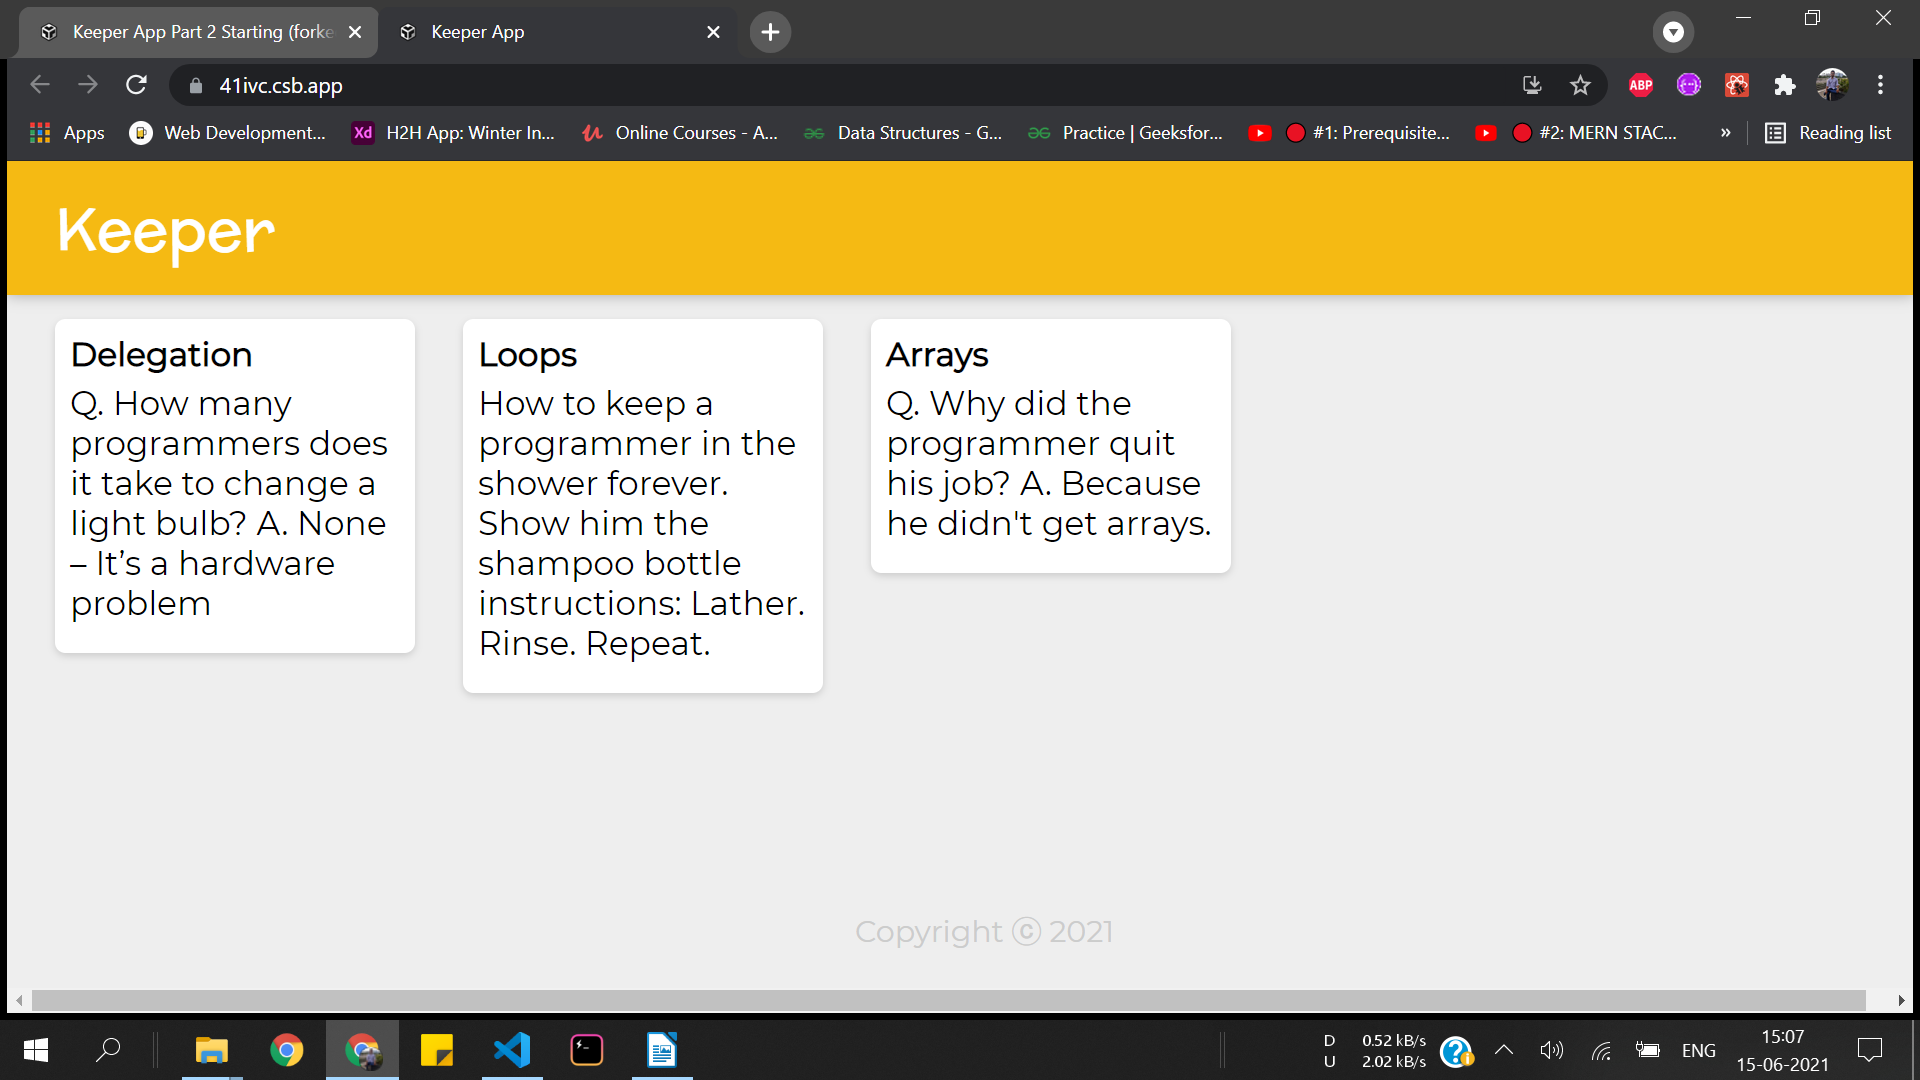 Keeper App Part 2 Starting (forke
Keeper App
41ivc.csb.app
ABP
Apps
Web Development...
Xd
H2H App: Winter In...
Online Courses - A...
Data Structures - G...
Practice | Geeksfor...
#1: Prerequisite...
#2: MERN STAC...
»
Reading list
Keeper
Delegation
Q. How many
programmers does
it take to change a
light bulb? A. None
– It’s a hardware
problem
Loops
How to keep a
programmer in the
shower forever.
Show him the
shampoo bottle
instructions: Lather.
Rinse. Repeat.
Arrays
Q. Why did the
programmer quit
his job? A. Because
he didn't get arrays.
Copyright ⓒ 2021
D 0.52 kB/s
U 2.02 kB/s
ENG
15:07
15-06-2021